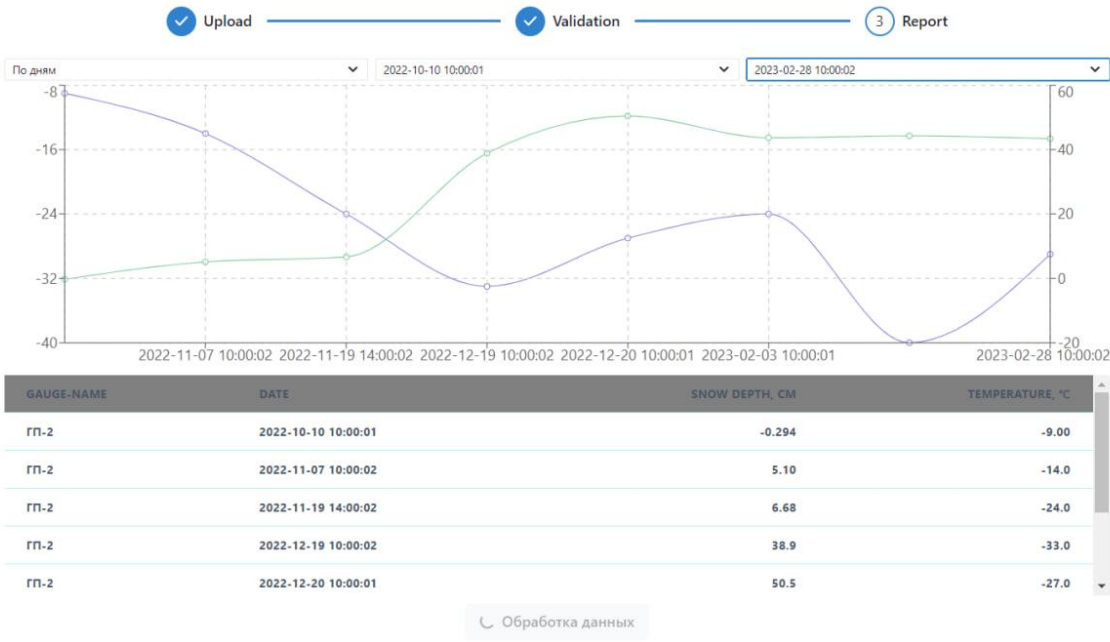 Upload Validation 3 Report
По дням 2022-10-10 10:00:01 2023-02-28 10:00:02
-8 60
-16 40
-24 20
-32 0
-40 -20
2022-11-07 10:00:02 2022-11-19 14:00:02 2022-12-19 10:00:02 2022-12-20 10:00:01 2023-02-03 10:00:01 2023-02-28 10:00:02
GAUGE-NAME DATE SNOW DEPTH, CM TEMPERATURE, °C
ГП-2 2022-10-10 10:00:01 -0.294 -9.00
ГП-2 2022-11-07 10:00:02 5.10 -14.0
ГП-2 2022-11-19 14:00:02 6.68 -24.0
ГП-2 2022-12-19 10:00:02 38.9 -33.0
ГП-2 2022-12-20 10:00:01 50.5 -27.0
Обработка данных